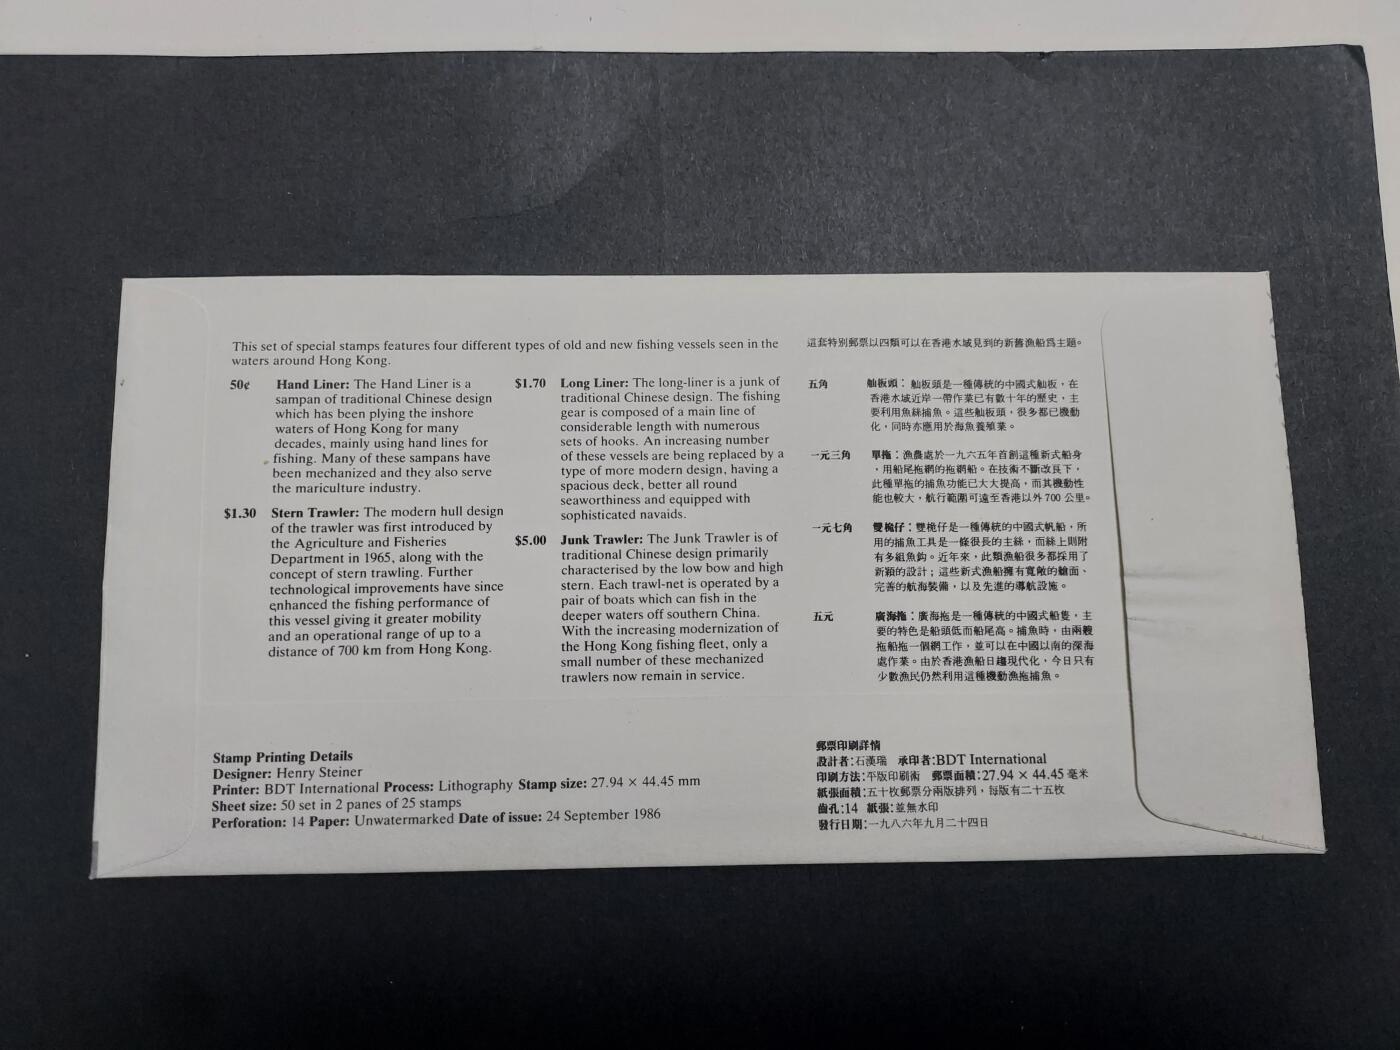 This set of special stamps features four different types of old and new fishing vessels seen in the
waters around Hong Kong.
50¢ Hand Liner: The Hand Liner is a
sampan of traditional Chinese design
which has been plying the inshore
waters of Hong Kong for many
decades, mainly using hand lines for
fishing. Many of these sampans have
been mechanized and they also serve
the mariculture industry.
$1.30 Stern Trawler: The modern hull design
of the trawler was first introduced by
the Agriculture and Fisheries
Department in 1965, along with the
concept of stern trawling. Further
technological improvements have since
enhanced the fishing performance of
this vessel giving it greater mobility
and an operational range of up to a
distance of 700 km from Hong Kong.
$1.70 Long Liner: The long-liner is a junk of
traditional Chinese design. The fishing
gear is composed of a main line of
considerable length with numerous
sets of hooks. An increasing number
of these vessels are being replaced by a
type of more modern design, having a
spacious deck, better all round
seaworthiness and equipped with
sophisticated navaids.
$5.00 Junk Trawler: The Junk Trawler is of
traditional Chinese design primarily
characterised by the low bow and high
stern. Each trawl-net is operated by a
pair of boats which can fish in the
deeper waters off southern China.
With the increasing modernization of
the Hong Kong fishing fleet, only a
small number of these mechanized
trawlers now remain in service.
這套特別郵票以四類可以在香港水域見到的新舊漁船爲主題。
五角 舢板頭：舢板頭是一種傳統的中國式舢板，在
香港水域近岸一帶作業已有數十年的歷史，主
要利用魚絲捕魚。這些舢板頭，很多都已機動
化，同時亦應用於海魚養殖業。
一元三角 單拖：漁農處於一九六五年首創這種新式船身
，用船尾拖網的拖網船。在技術不斷改良下，
此種單拖的捕魚功能已大大提高，而其機動性
能也較大，航行範圍可遠至香港以外700公里。
一元七角 雙桅仔：雙桅仔是一種傳統的中國式帆船，所
用的捕魚工具是一條很長的主絲，而絲上則附
有多組魚鈎。近年來，此類漁船很多都採用了
新穎的設計；這些新式漁船擁有寬敞的艙面、
完善的航海裝備，以及先進的導航設施。
五元 廣海拖：廣海拖是一種傳統的中國式船隻，主
要的特色是船頭低而船尾高。捕魚時，由兩艘
拖船拖一個網工作，並可以在中國以南的深海
處作業。由於香港漁船日趨現代化，今日只有
少數漁民仍然利用這種機動漁拖捕魚。
Stamp Printing Details
Designer: Henry Steiner
Printer: BDT International Process: Lithography Stamp size: 27.94 × 44.45 mm
Sheet size: 50 set in 2 panes of 25 stamps
Perforation: 14 Paper: Unwatermarked Date of issue: 24 September 1986
郵票印刷詳情
設計者：石漢瑞 承印者：BDT International
印刷方法：平版印刷術 郵票面積：27.94 × 44.45 毫米
紙張面積：五十枚郵票分兩版排列，每版有二十五枚
齒孔：14 紙張：並無水印
發行日期：一九八六年九月二十四日